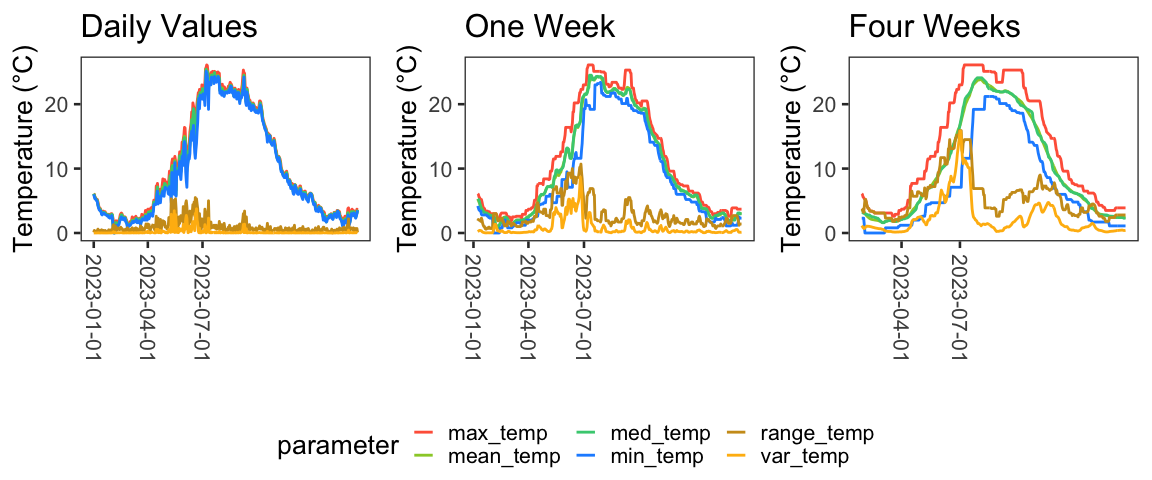 Daily Values
One Week
Four Weeks
Temperature (°C)
20
10
0
2023-01-01
2023-04-01
2023-07-01
Temperature (°C)
20
10
0
2023-01-01
2023-04-01
2023-07-01
Temperature (°C)
20
10
0
2023-04-01
2023-07-01
parameter
max_temp
med_temp
range_temp
mean_temp
min_temp
var_temp